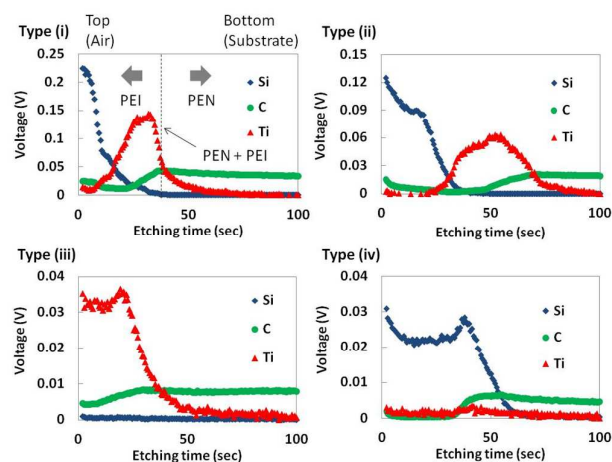 Type (i)
Top
(Air)
Bottom
(Substrate)
Type (ii)
0.25
0.20
0.15
0.10
0.05
0
Voltage (V)
PEI
PEN
PEN + PEI
Si
C
Ti
0
50
100
Etching time (sec)
0.15
0.12
0.09
0.06
0.03
0
Voltage (V)
Si
C
Ti
0
50
100
Etching time (sec)
Type (iii)
0.04
0.03
0.02
0.01
0
Voltage (V)
Si
C
Ti
0
50
100
Etching time (sec)
Type (iv)
0.04
0.03
0.02
0.01
0
Voltage (V)
Si
C
Ti
0
50
100
Etching time (sec)